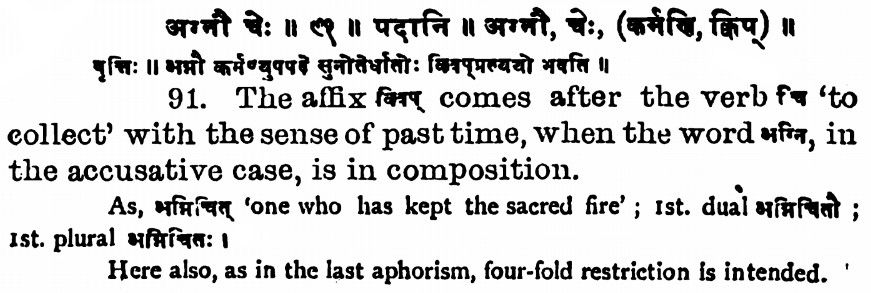 अग्नौ चेः ॥ ९१ ॥ पदानि ॥ अग्नौ, चेः, (कर्मणि, क्विप्) ॥
वृत्तिः ॥ अग्नौ कर्मण्युपपदे सुनोतेर्धातोः क्विप्प्रत्ययो भवति ॥
91. The affix क्विप् comes after the verb चि 'to
collect' with the sense of past time, when the word अग्नि, in
the accusative case, is in composition.
As, अग्निचित् 'one who has kept the sacred fire' ; 1st. dual अग्निचितौ ;
1st. plural अग्निचितः ।
Here also, as in the last aphorism, four-fold restriction is intended.